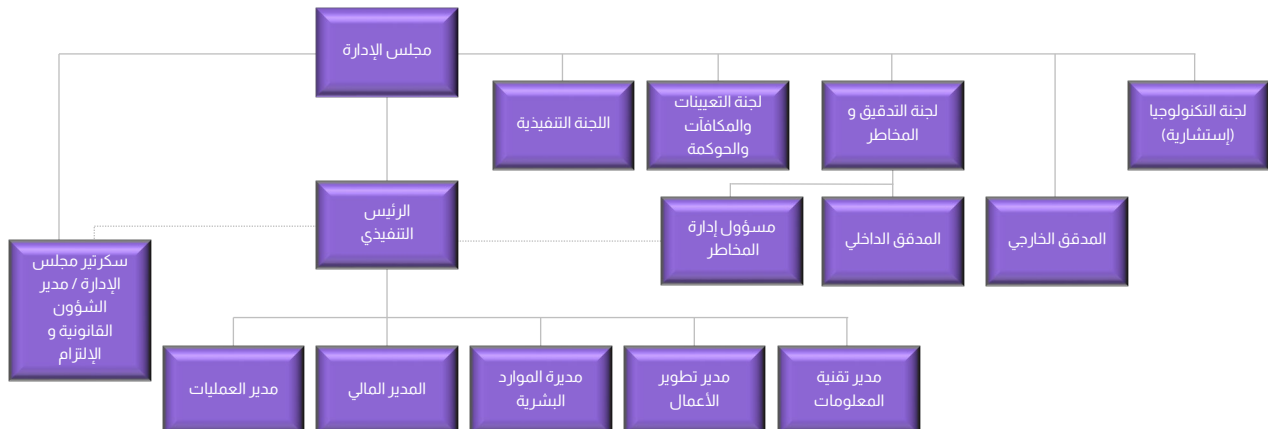 مجلس الإدارة
لجنة التكنولوجيا
(إستشارية)
لجنة التدقيق و
المخاطر
لجنة التعيينات
والمكافآت
والحوكمة
اللجنة التنفيذية
المدقق الخارجي
المدقق الداخلي
مسؤول إدارة
المخاطر
الرئيس
التنفيذي
سكرتير مجلس
الإدارة / مدير
الشؤون
القانونية و
الإلتزام
مدير تقنية
المعلومات
مدير تطوير
الأعمال
مديرة الموارد
البشرية
المدير المالي
مدير العمليات